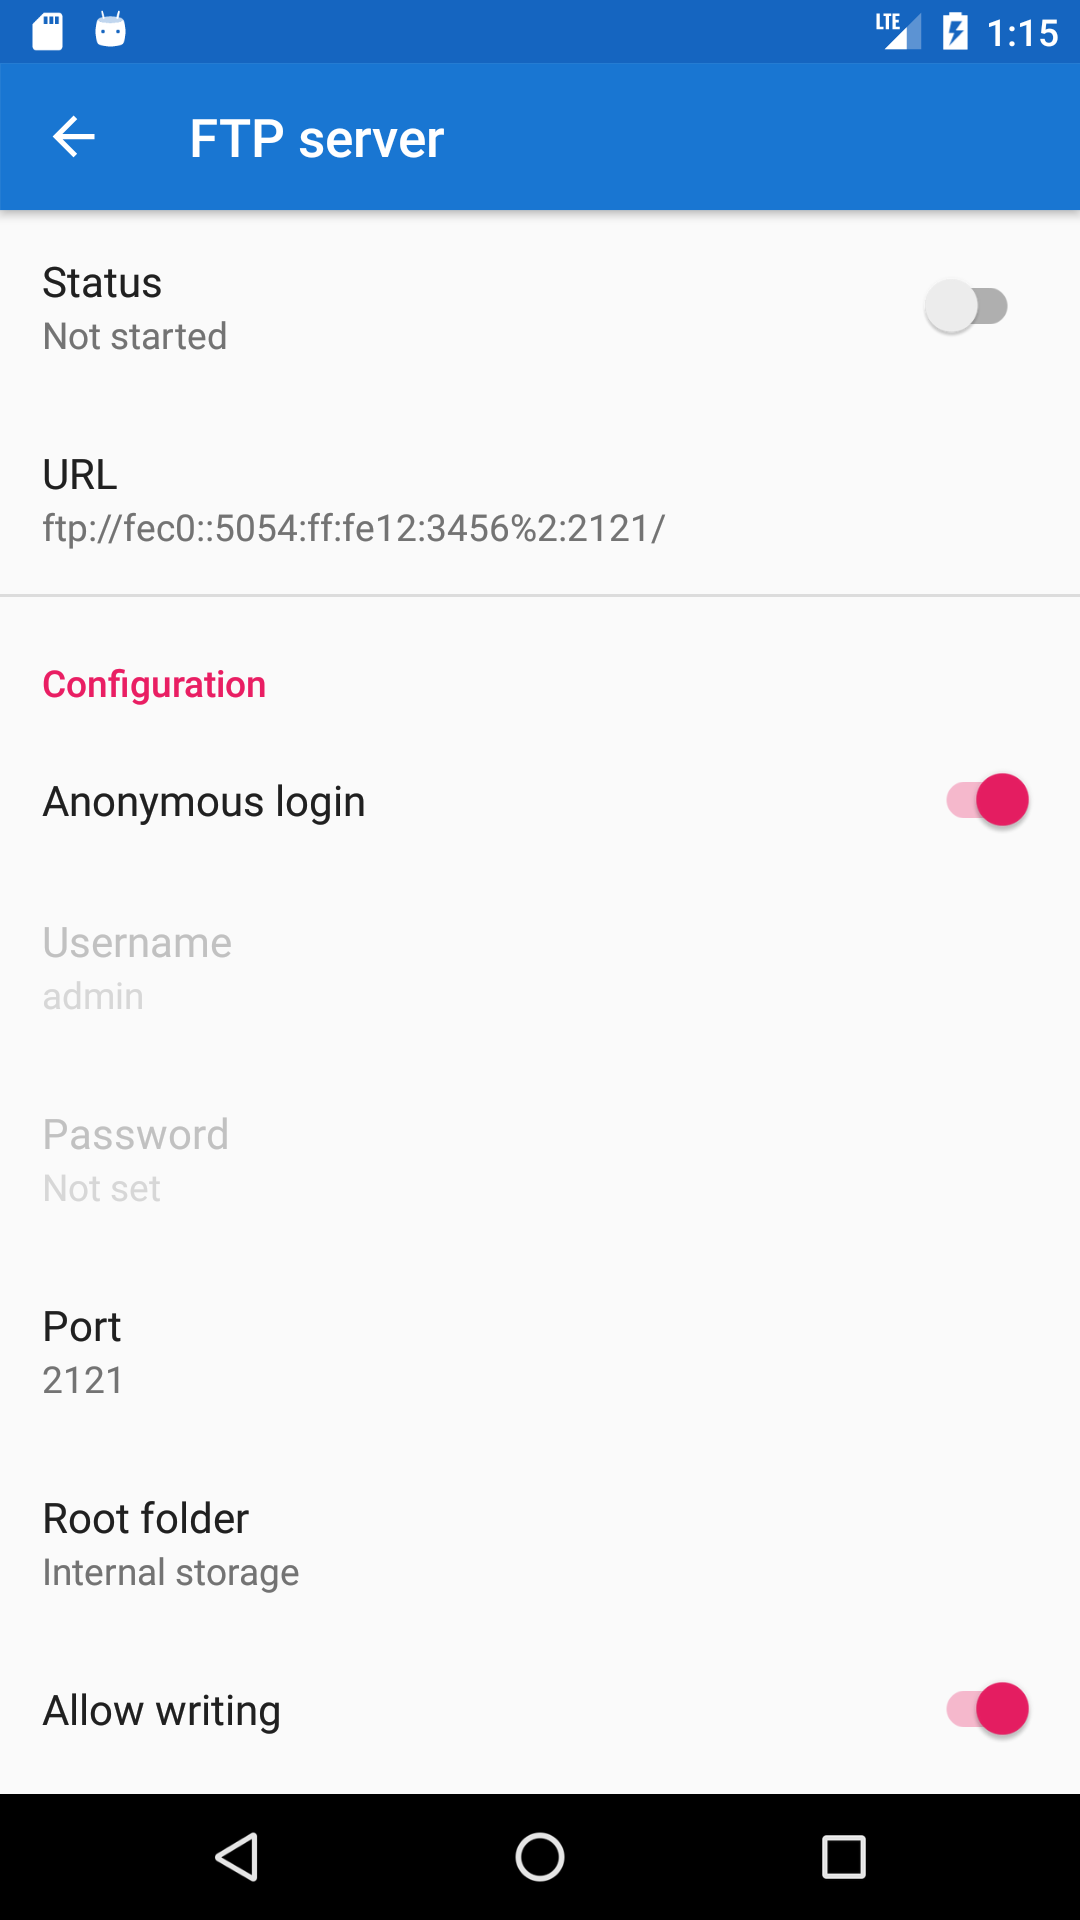 LTE 1:15
FTP server
Status
Not started
URL
ftp://fec0::5054:ff:fe12:3456%2:2121/
Configuration
Anonymous login
Username
admin
Password
Not set
Port
2121
Root folder
Internal storage
Allow writing